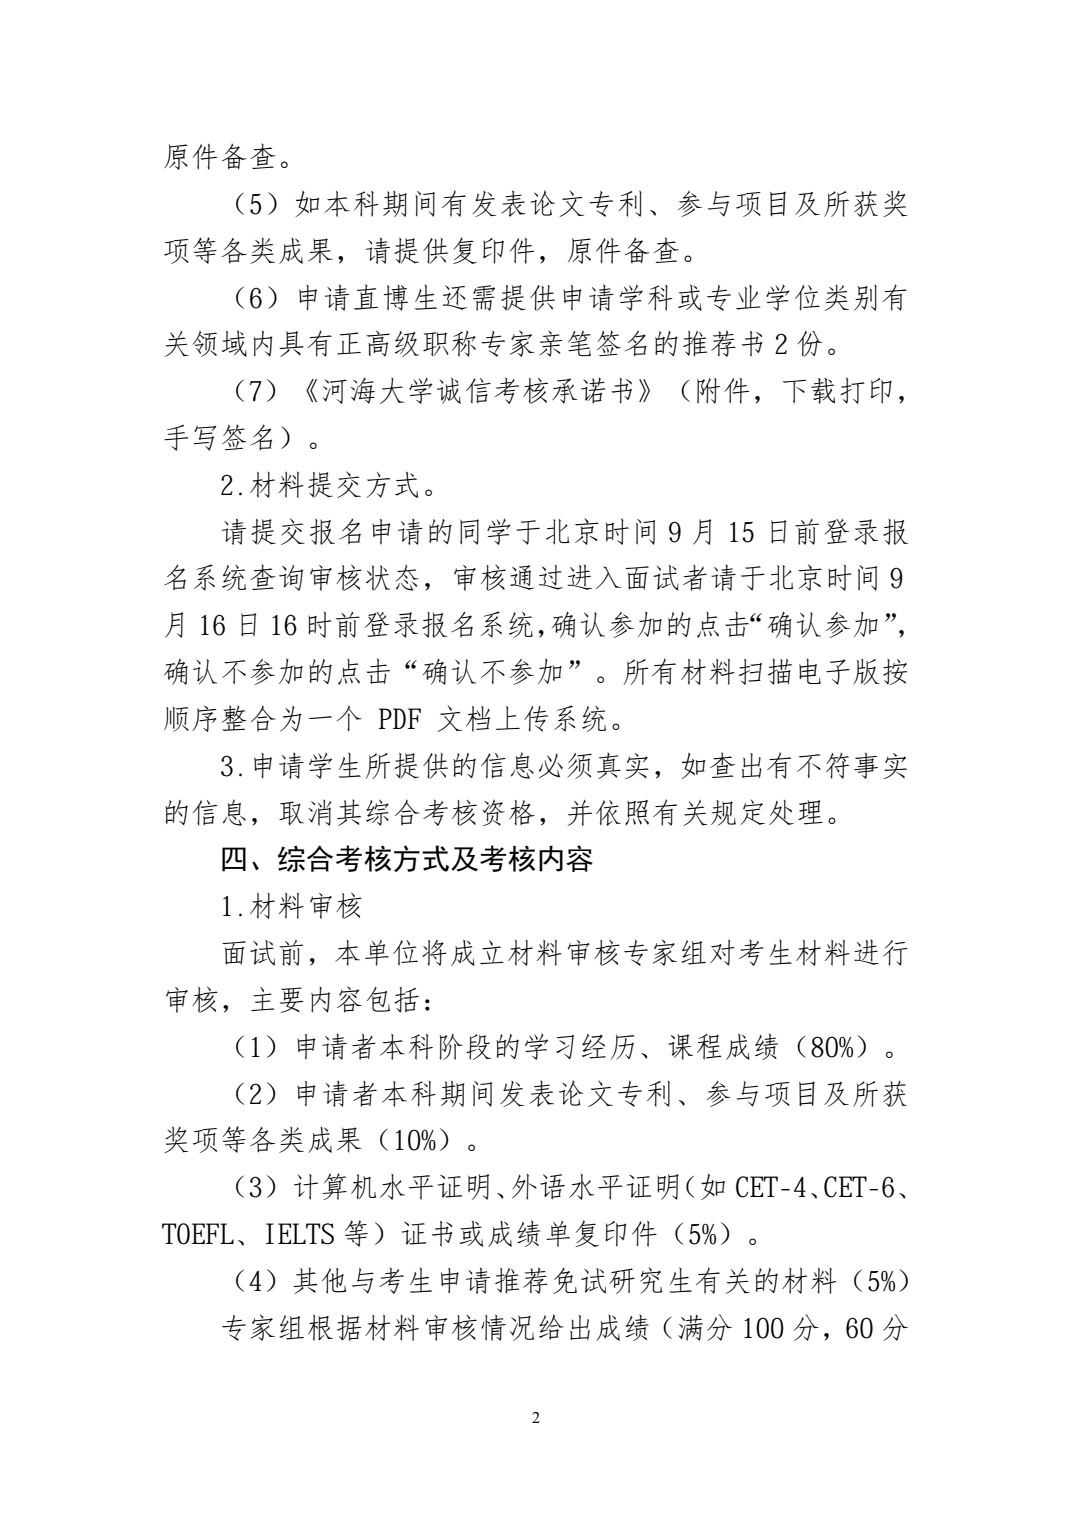 原件备查。
（5）如本科期间有发表论文专利、参与项目及所获奖
项等各类成果，请提供复印件，原件备查。
（6）申请直博生还需提供申请学科或专业学位类别有
关领域内具有正高级职称专家亲笔签名的推荐书 2 份。
（7）《河海大学诚信考核承诺书》（附件，下载打印，
手写签名）。
2.材料提交方式。
请提交报名申请的同学于北京时间 9 月 15 日前登录报
名系统查询审核状态，审核通过进入面试者请于北京时间 9
月 16 日 16 时前登录报名系统，确认参加的点击“确认参加”，
确认不参加的点击“确认不参加”。所有材料扫描电子版按
顺序整合为一个 PDF 文档上传系统。
3.申请学生所提供的信息必须真实，如查出有不符事实
的信息，取消其综合考核资格，并依照有关规定处理。
四、综合考核方式及考核内容
1.材料审核
面试前，本单位将成立材料审核专家组对考生材料进行
审核，主要内容包括：
（1）申请者本科阶段的学习经历、课程成绩（80%）。
（2）申请者本科期间发表论文专利、参与项目及所获
奖项等各类成果（10%）。
（3）计算机水平证明、外语水平证明（如 CET-4、CET-6、
TOEFL、IELTS 等）证书或成绩单复印件（5%）。
（4）其他与考生申请推荐免试研究生有关的材料（5%）
专家组根据材料审核情况给出成绩（满分 100 分，60 分
2